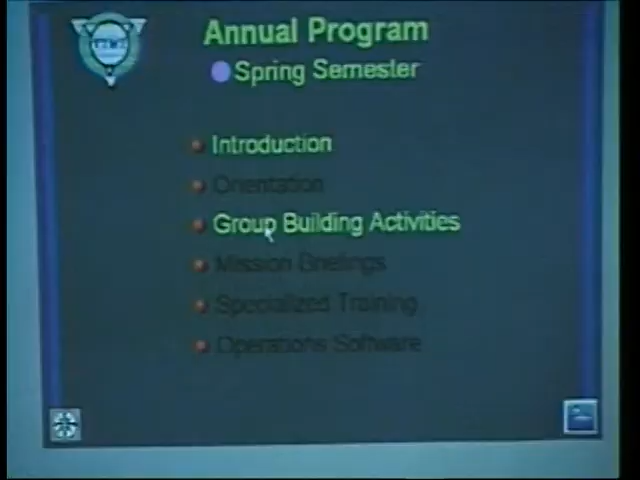 Annual Program
Spring Semester
Introduction
Orientation
Group Building Activities
Mission Briefings
Specialized Training
Operations Software